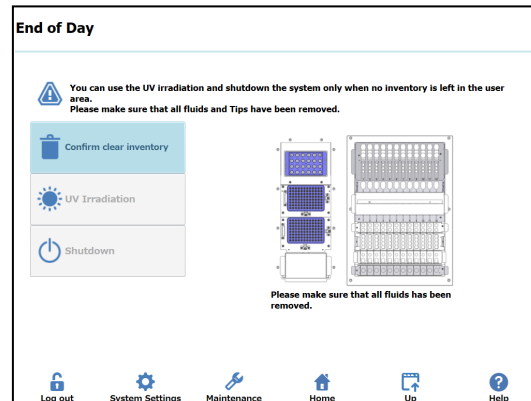 End of Day
You can use the UV irradiation and shutdown the system only when no inventory is left in the user
area.
Please make sure that all fluids and Tips have been removed.
Confirm clear inventory
UV Irradiation
Shutdown
Please make sure that all fluids has been
removed.
Log out System Settings Maintenance Home Up Help